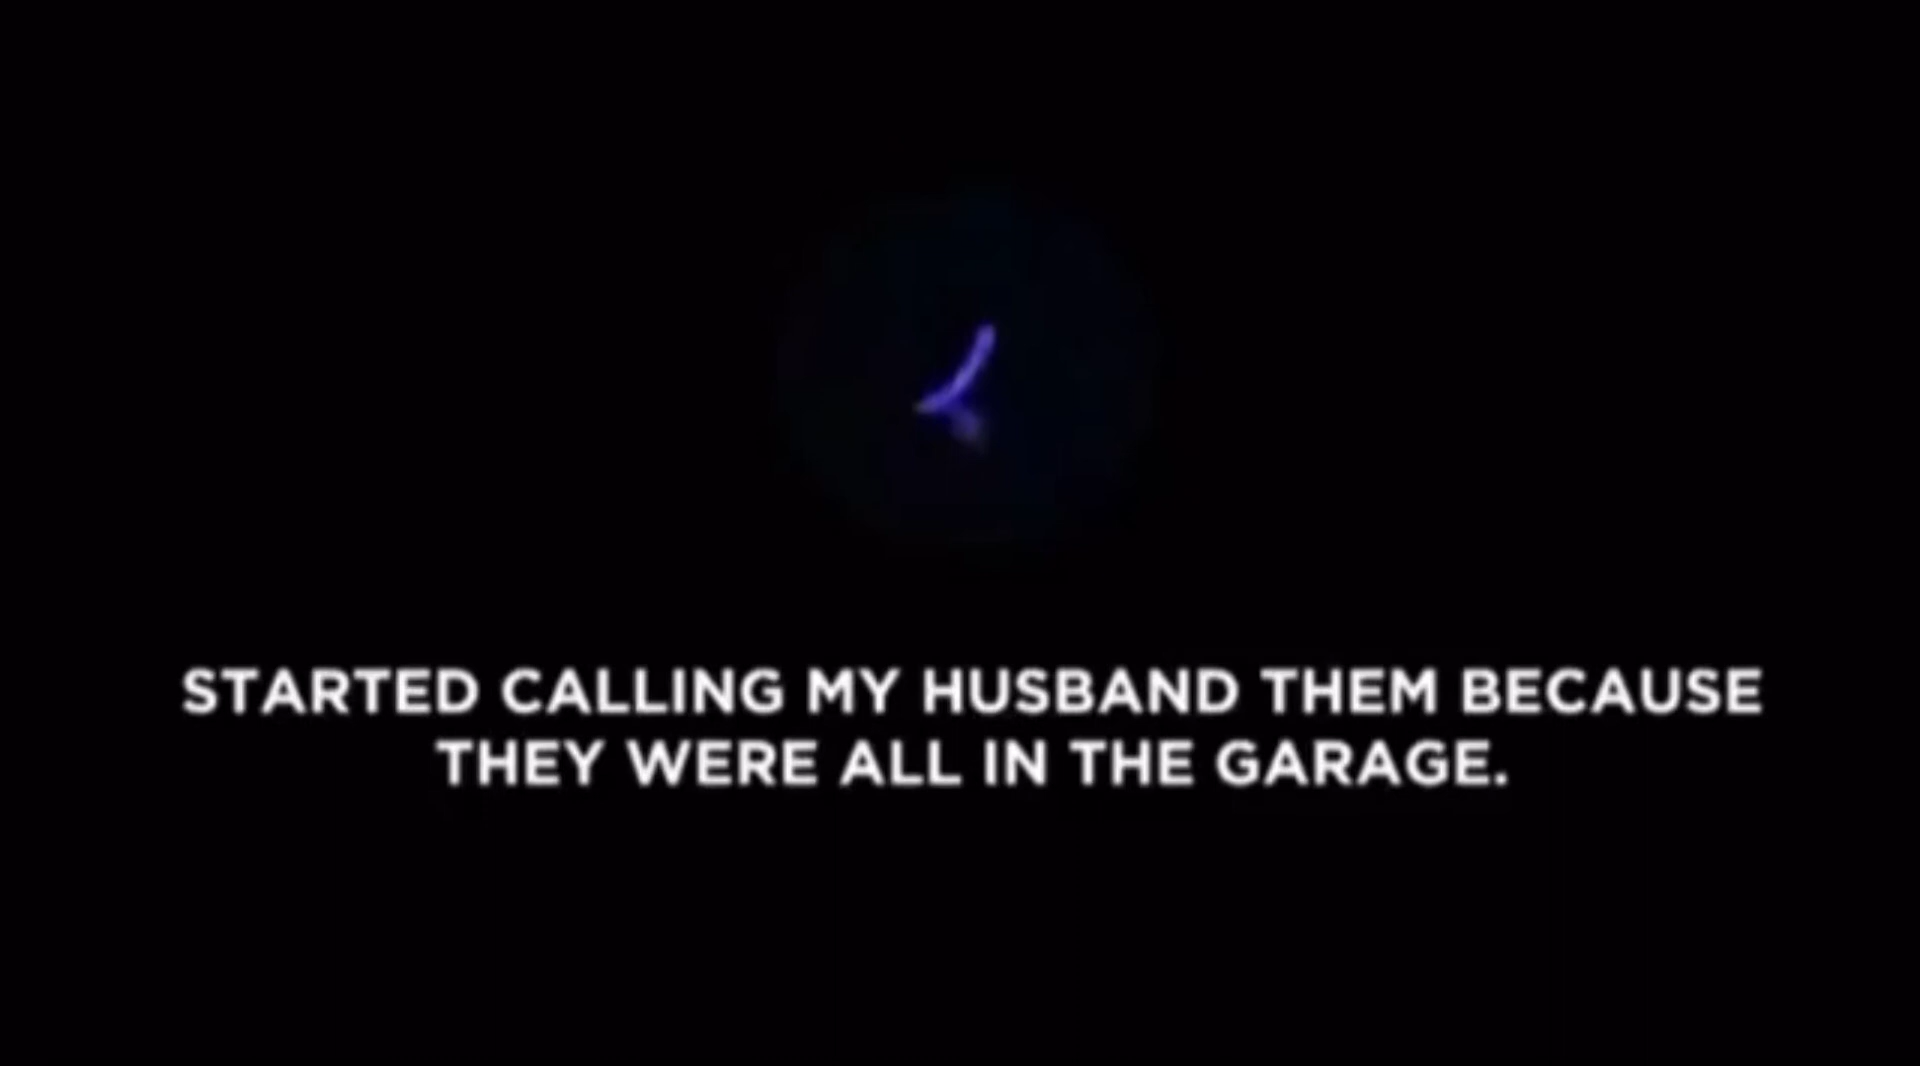 STARTED CALLING MY HUSBAND THEM BECAUSE
THEY WERE ALL IN THE GARAGE.